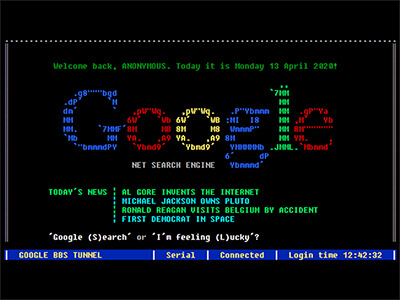 Welcome back, ANONYMOUS. Today it is Monday 13 April 2020!
Google
NET SEARCH ENGINE
TODAY'S NEWS
AL GORE INVENTS THE INTERNET
MICHAEL JACKSON OWNS PLUTO
RONALD REAGAN VISITS BELGIUM BY ACCIDENT
FIRST DEMOCRAT IN SPACE
'Google (S)earch' or 'I'm feeling (L)ucky'?
GOOGLE BBS TUNNEL | Serial | Connected | Login time 12:42:32